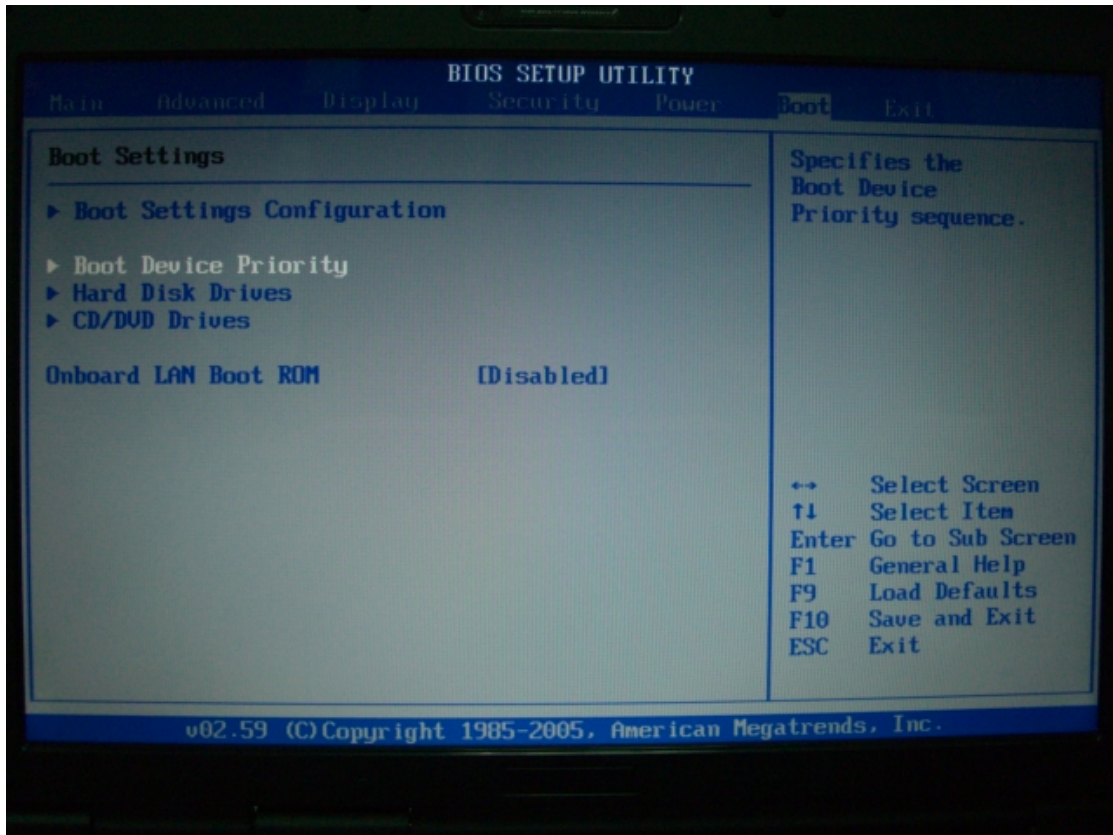 BIOS SETUP UTILITY
Main Advanced Display Security Power Boot Exit
Boot Settings
▶ Boot Settings Configuration
▶ Boot Device Priority
▶ Hard Disk Drives
▶ CD/DVD Drives
Onboard LAN Boot ROM [Disabled]
Specifies the
Boot Device
Priority sequence.
←→ Select Screen
↑↓ Select Item
Enter Go to Sub Screen
F1 General Help
F9 Load Defaults
F10 Save and Exit
ESC Exit
v02.59 (C)Copyright 1985-2005, American Megatrends, Inc.